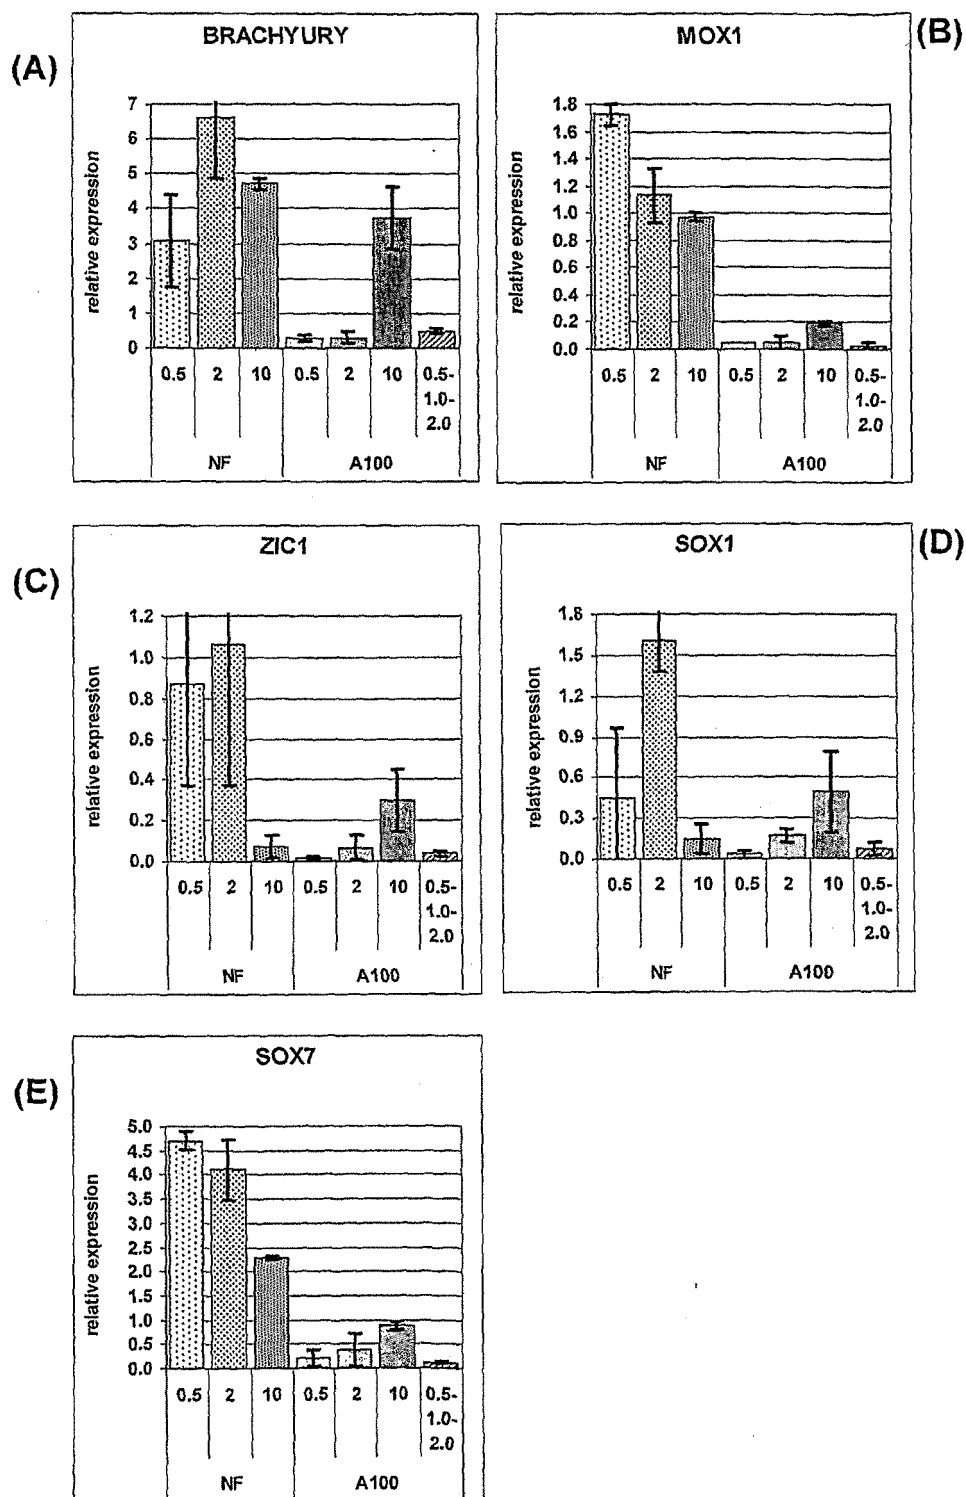 (A)
BRACHYURY
relative expression
7
6
5
4
3
2
1
0
0.5 2 10 0.5 2 10 0.5-
1.0-
2.0
NF A100
(B)
MOX1
relative expression
1.8
1.6
1.4
1.2
1.0
0.8
0.6
0.4
0.2
0.0
0.5 2 10 0.5 2 10 0.5-
1.0-
2.0
NF A100
(C)
ZIC1
relative expression
1.2
1.0
0.8
0.6
0.4
0.2
0.0
0.5 2 10 0.5 2 10 0.5-
1.0-
2.0
NF A100
(D)
SOX1
relative expression
1.8
1.5
1.2
0.9
0.6
0.3
0.0
0.5 2 10 0.5 2 10 0.5-
1.0-
2.0
NF A100
(E)
SOX7
relative expression
5.0
4.5
4.0
3.5
3.0
2.5
2.0
1.5
1.0
0.5
0.0
0.5 2 10 0.5 2 10 0.5-
1.0-
2.0
NF A100